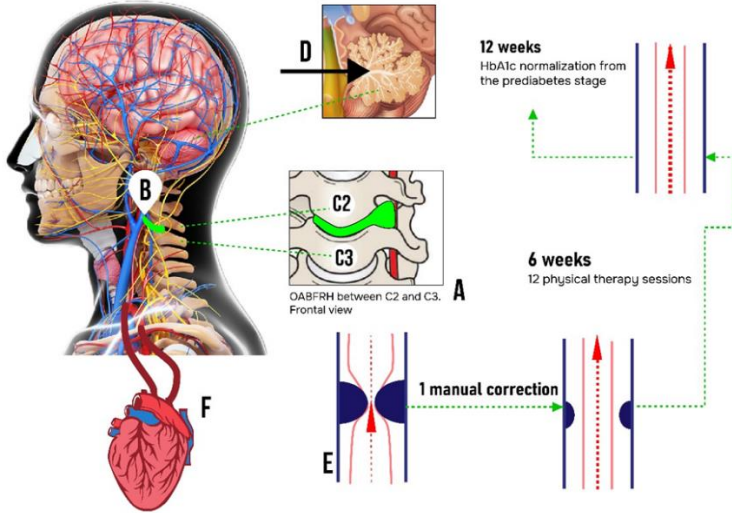 D
12 weeks
HbA1c normalization from
the prediabetes stage
B
C2
C3
A
OABFRH between C2 and C3.
Frontal view
6 weeks
12 physical therapy sessions
1 manual correction
E
F